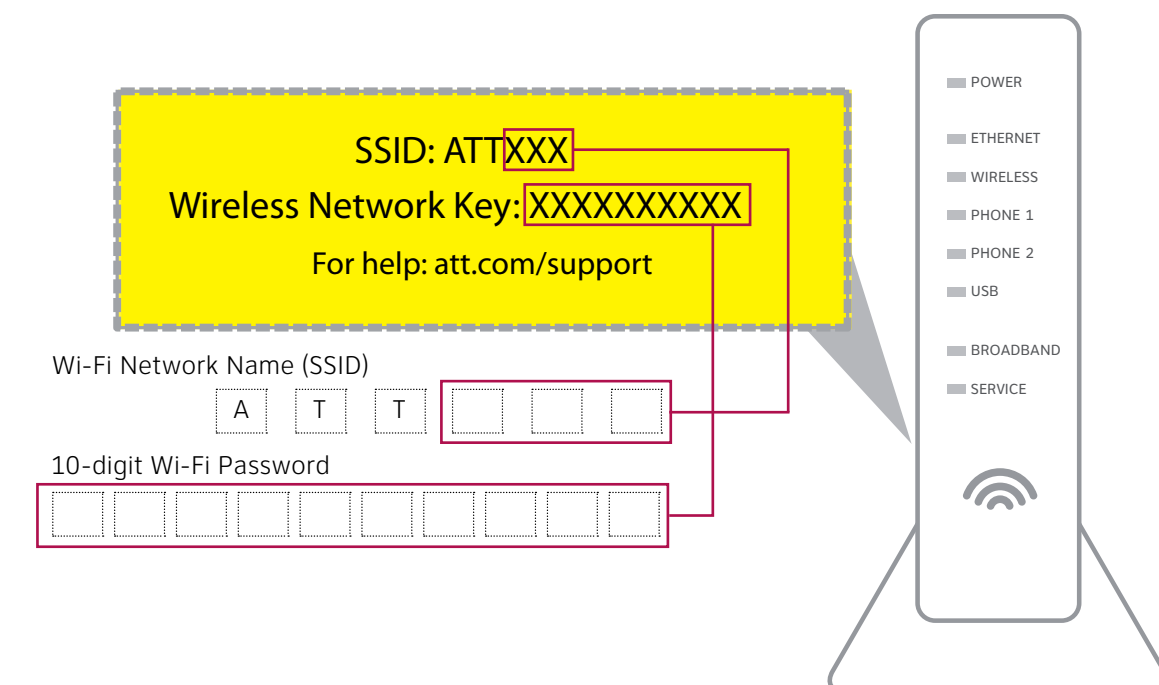 SSID: ATTXXX
Wireless Network Key: XXXXXXXXXX
For help: att.com/support
Wi-Fi Network Name (SSID)
A T T
10-digit Wi-Fi Password
POWER
ETHERNET
WIRELESS
PHONE 1
PHONE 2
USB
BROADBAND
SERVICE